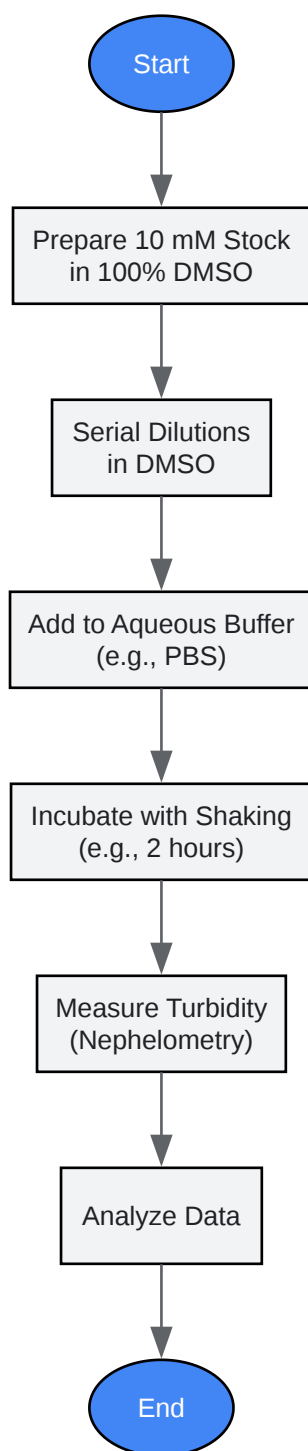 Start
Prepare 10 mM Stock
in 100% DMSO
Serial Dilutions
in DMSO
Add to Aqueous Buffer
(e.g., PBS)
Incubate with Shaking
(e.g., 2 hours)
Measure Turbidity
(Nephelometry)
Analyze Data
End